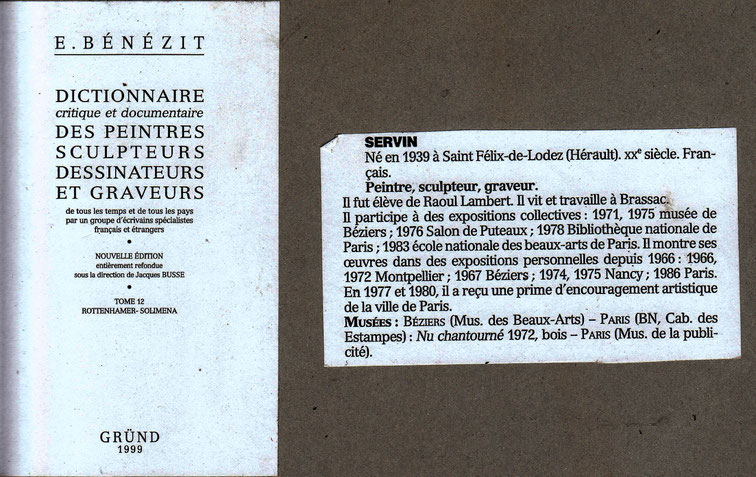 E. BÉNÉZIT
DICTIONNAIRE
critique et documentaire
DES PEINTRES
SCULPTEURS
DESSINATEURS
ET GRAVEURS
de tous les temps et de tous les pays
par un groupe d'écrivains spécialistes
français et étrangers
•
NOUVELLE ÉDITION
entièrement refondue
sous la direction de Jacques BUSSE
•
TOME 12
ROTTENHAMER- SOLIMENA
GRÜND
1999
SERVIN
Né en 1939 à Saint Félix-de-Lodez (Hérault). XXe siècle. Fran-
çais.
Peintre, sculpteur, graveur.
Il fut élève de Raoul Lambert. Il vit et travaille à Brassac.
Il participe à des expositions collectives : 1971, 1975 musée de
Béziers ; 1976 Salon de Puteaux ; 1978 Bibliothèque nationale de
Paris ; 1983 école nationale des beaux-arts de Paris. Il montre ses
œuvres dans des expositions personnelles depuis 1966 : 1966,
1972 Montpellier ; 1967 Béziers ; 1974, 1975 Nancy ; 1986 Paris.
En 1977 et 1980, il a reçu une prime d'encouragement artistique
de la ville de Paris.
MUSÉES : BÉZIERS (Mus. des Beaux-Arts) – PARIS (BN, Cab. des
Estampes) : Nu chantourné 1972, bois – PARIS (Mus. de la publi-
cité).